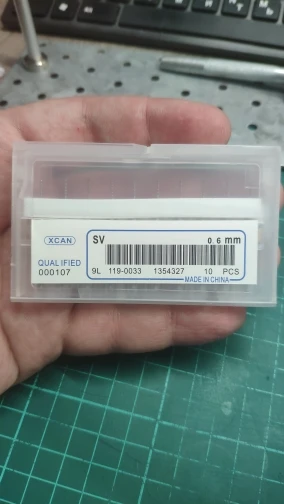 XCAN
QUALIFIED
000107
SV 0.6 mm
9L 119-0033 1354327 10 PCS
MADE IN CHINA